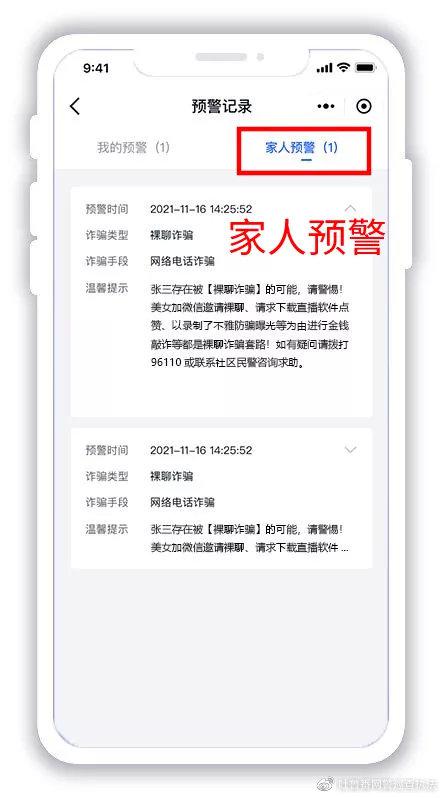 9:41
预警记录
我的预警（1）
家人预警（1）
家人预警
预警时间 2021-11-16 14:25:52
诈骗类型 裸聊诈骗
诈骗手段 网络电话诈骗
温馨提示 张三存在被【裸聊诈骗】的可能，请警惕！
美女加微信邀请裸聊、请求下载直播软件点
赞、以录制了不雅防骗曝光等为由进行金钱
敲诈等都是裸聊诈骗套路！如有疑问请拨打
96110 或联系社区民警咨询求助。
预警时间 2021-11-16 14:25:52
诈骗类型 裸聊诈骗
诈骗手段 网络电话诈骗
温馨提示 张三存在被【裸聊诈骗】的可能，请警惕！
美女加微信邀请裸聊、请求下载直播软件 ...
@吐鲁番网警巡查执法